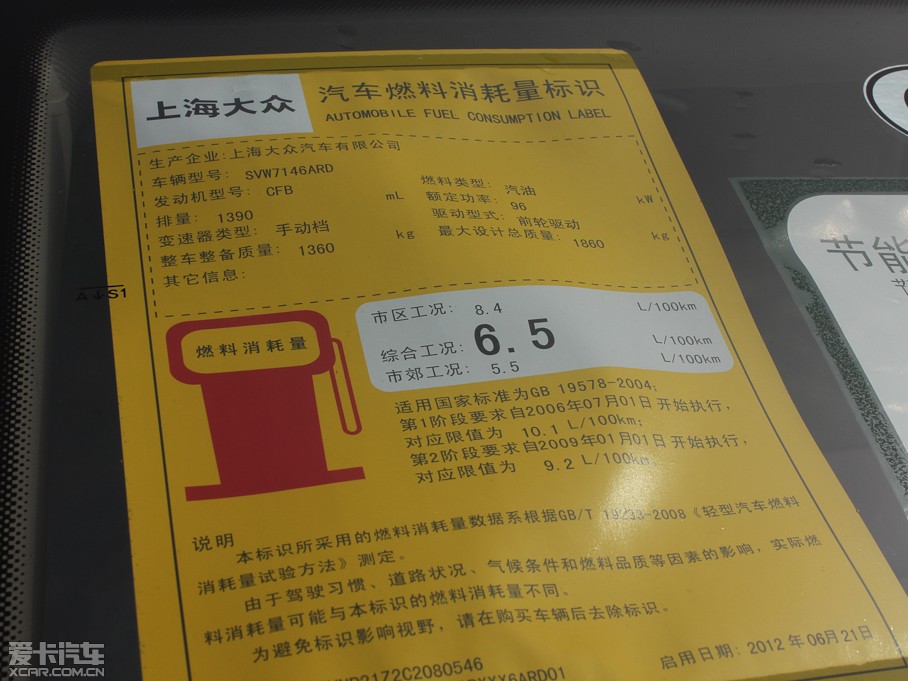 上海大众
汽车燃料消耗量标识
AUTOMOBILE FUEL CONSUMPTION LABEL
生产企业:上海大众汽车有限公司
车辆型号: SVW7146ARD
发动机型号: CFB
燃料类型: 汽油
排量: 1390 mL
额定功率: 96 kW
变速器类型: 手动档
驱动型式: 前轮驱动
整车整备质量: 1360 kg
最大设计总质量: 1860 kg
其它信息:
A↓S1
节能
燃料消耗量
市区工况: 8.4 L/100km
综合工况: 6.5 L/100km
市郊工况: 5.5 L/100km
适用国家标准为GB 19578-2004;
第1阶段要求自2006年07月01日开始执行,
对应限值为 10.1 L/100km;
第2阶段要求自2009年01月01日开始执行,
对应限值为 9.2 L/100km;
说明
本标识所采用的燃料消耗量数据系根据GB/T 19233-2008《轻型汽车燃料
消耗量试验方法》测定。
由于驾驶习惯、道路状况、气候条件和燃料品质等因素的影响，实际燃
料消耗量可能与本标识的燃料消耗量不同。
为避免标识影响视野，请在购买车辆后去除标识。
启用日期: 2012年06月21日
爱卡汽车
XCAR.COM.CN